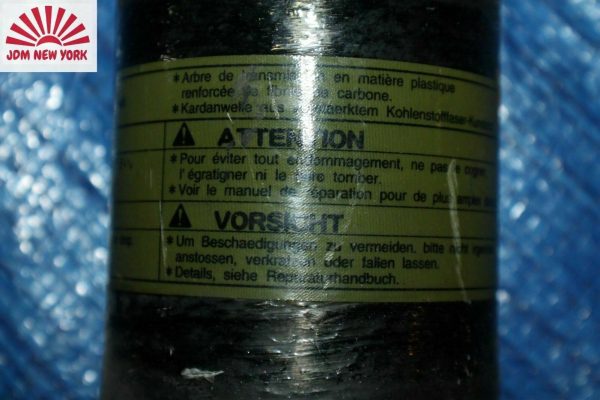 JDM NEW YORK
*Arbre de transmission en matière plastique
renforcée de fibre de carbone.
*Kardanwelle aus verstaerktem Kohlenstoffaser-
ATTENTION
*Pour éviter tout endommagement, ne pas cogner,
l'égratigner ni le faire tomber.
*Voir le manuel de réparation pour de plus amples
VORSICHT
*Um Beschaedigungen zu vermeiden, bitte nicht
anstossen, verkratzen oder fallen lassen.
*Details, siehe Reparaturhandbuch.